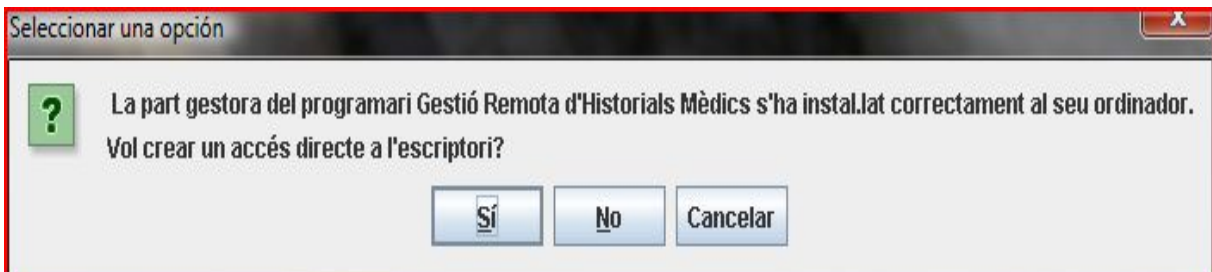 Seleccionar una opción
X
?
La part gestora del programari Gestió Remota d'Historials Mèdics s'ha instal.lat correctament al seu ordinador.
Vol crear un accés directe a l'escriptori?
Sí No Cancelar